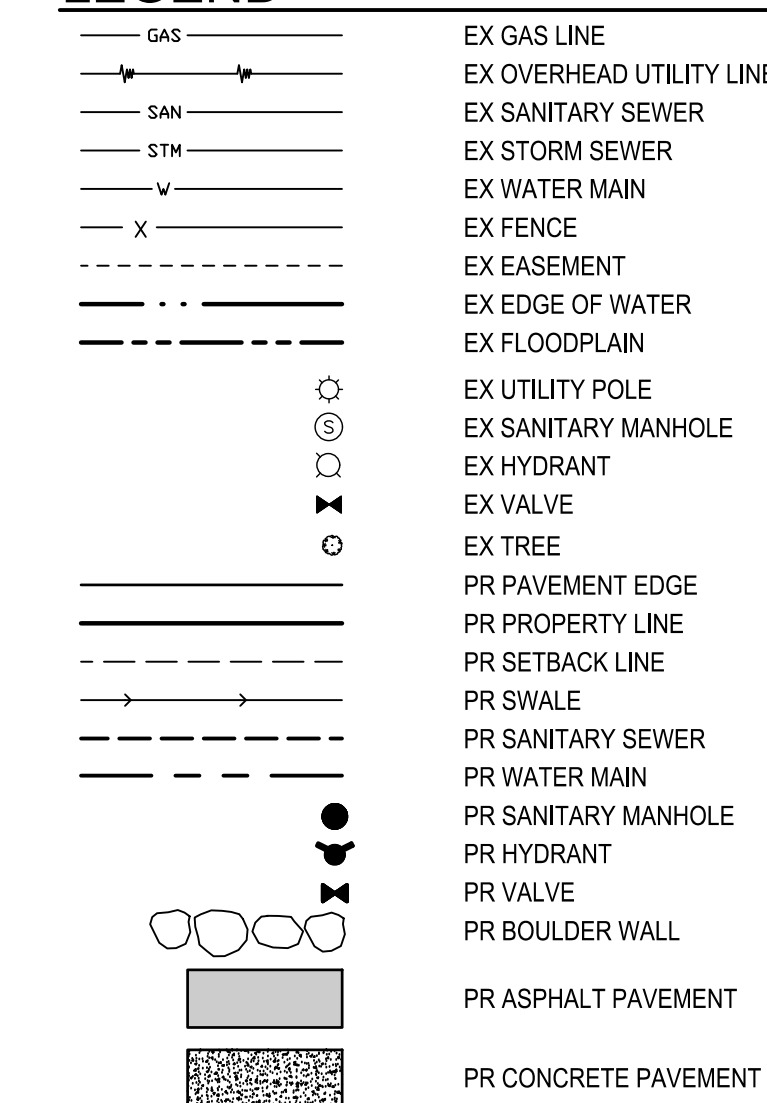 LEGEND
GAS EX GAS LINE
EX OVERHEAD UTILITY LINE
SAN EX SANITARY SEWER
STM EX STORM SEWER
W EX WATER MAIN
X EX FENCE
EX EASEMENT
EX EDGE OF WATER
EX FLOODPLAIN
EX UTILITY POLE
S EX SANITARY MANHOLE
EX HYDRANT
EX VALVE
EX TREE
PR PAVEMENT EDGE
PR PROPERTY LINE
PR SETBACK LINE
PR SWALE
PR SANITARY SEWER
PR WATER MAIN
PR SANITARY MANHOLE
PR HYDRANT
PR VALVE
PR BOULDER WALL
PR ASPHALT PAVEMENT
PR CONCRETE PAVEMENT